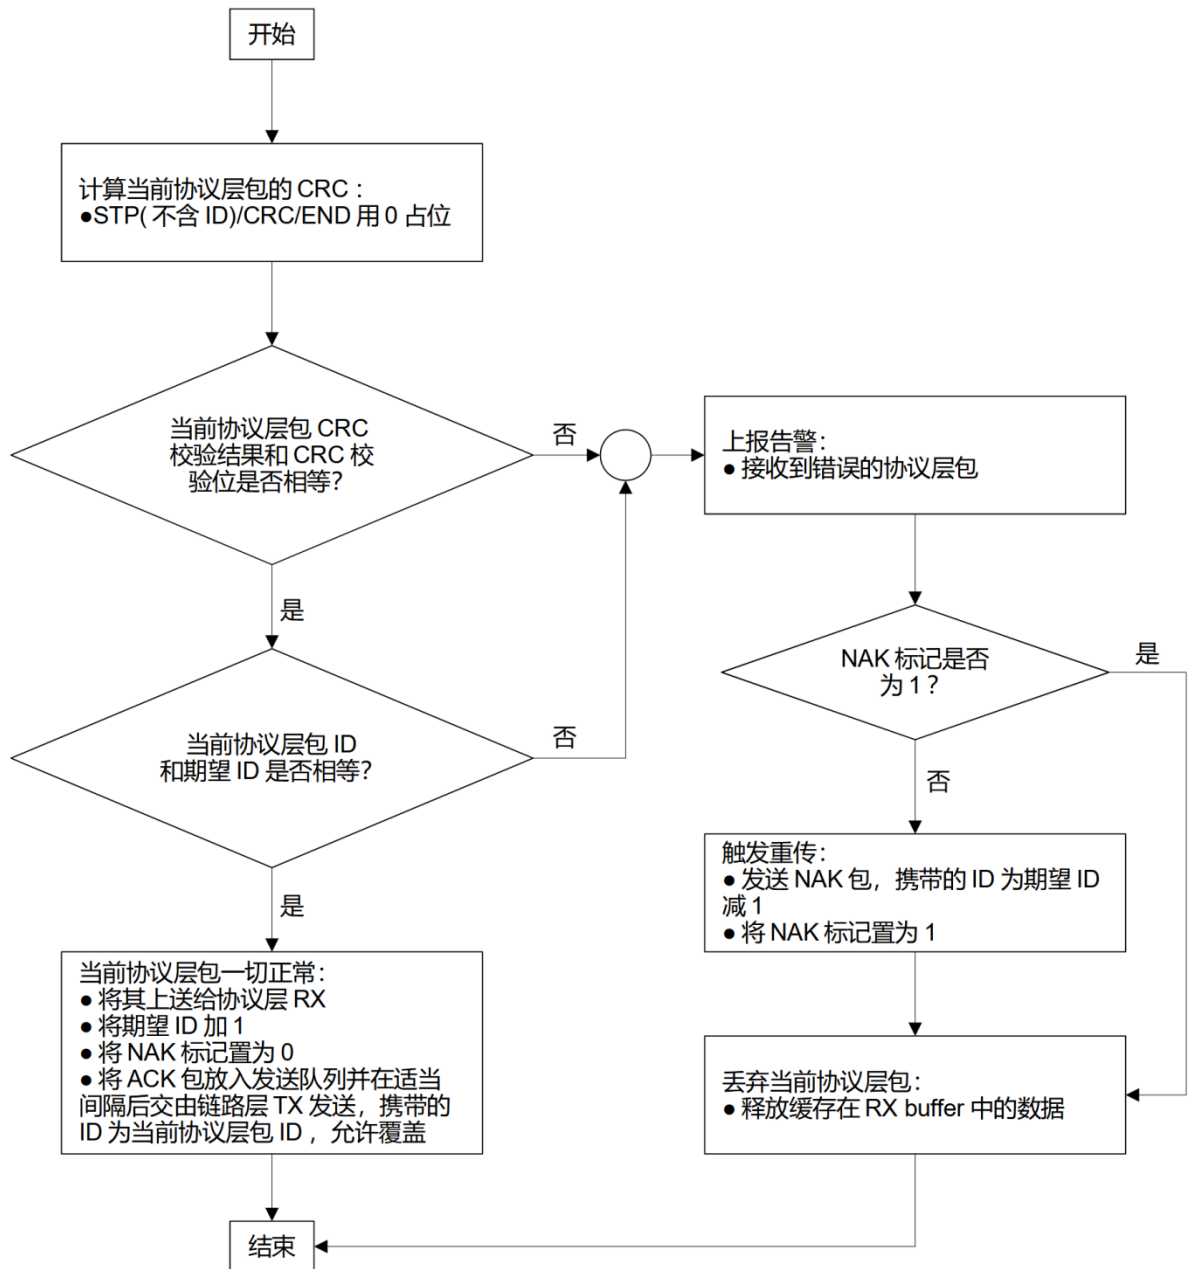 开始
计算当前协议层包的 CRC：
●STP( 不含 ID)/CRC/END 用 0 占位
当前协议层包 CRC
校验结果和 CRC 校
验位是否相等？
否
上报告警：
● 接收到错误的协议层包
是
NAK 标记是否
为 1？
是
当前协议层包 ID
和期望 ID 是否相等？
否
否
触发重传：
● 发送 NAK 包，携带的 ID 为期望 ID
减 1
● 将 NAK 标记置为 1
是
当前协议层包一切正常：
● 将其上送给协议层 RX
● 将期望 ID 加 1
● 将 NAK 标记置为 0
● 将 ACK 包放入发送队列并在适当
间隔后交由链路层 TX 发送，携带的
ID 为当前协议层包 ID ，允许覆盖
丢弃当前协议层包：
● 释放缓存在 RX buffer 中的数据
结束